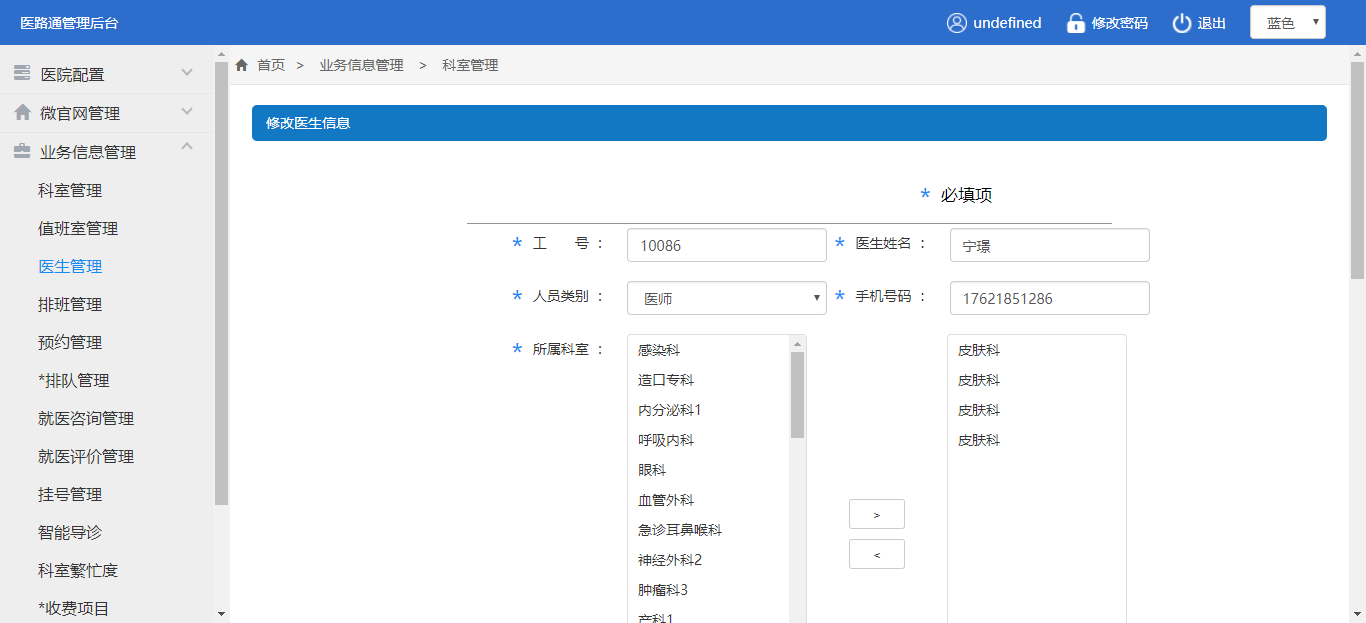 医路通管理后台
undefined 修改密码 退出 蓝色
医院配置
微官网管理
业务信息管理
科室管理
值班室管理
医生管理
排班管理
预约管理
*排队管理
就医咨询管理
就医评价管理
挂号管理
智能导诊
科室繁忙度
*收费项目
首页 > 业务信息管理 > 科室管理
修改医生信息
* 必填项
* 工 号 : 10086 * 医生姓名 : 宁璟
* 人员类别 : 医师 * 手机号码 : 17621851286
* 所属科室 :
感染科
造口专科
内分泌科1
呼吸内科
眼科
血管外科
急诊耳鼻喉科
神经外科2
肿瘤科3
产科1
>
<
皮肤科
皮肤科
皮肤科
皮肤科